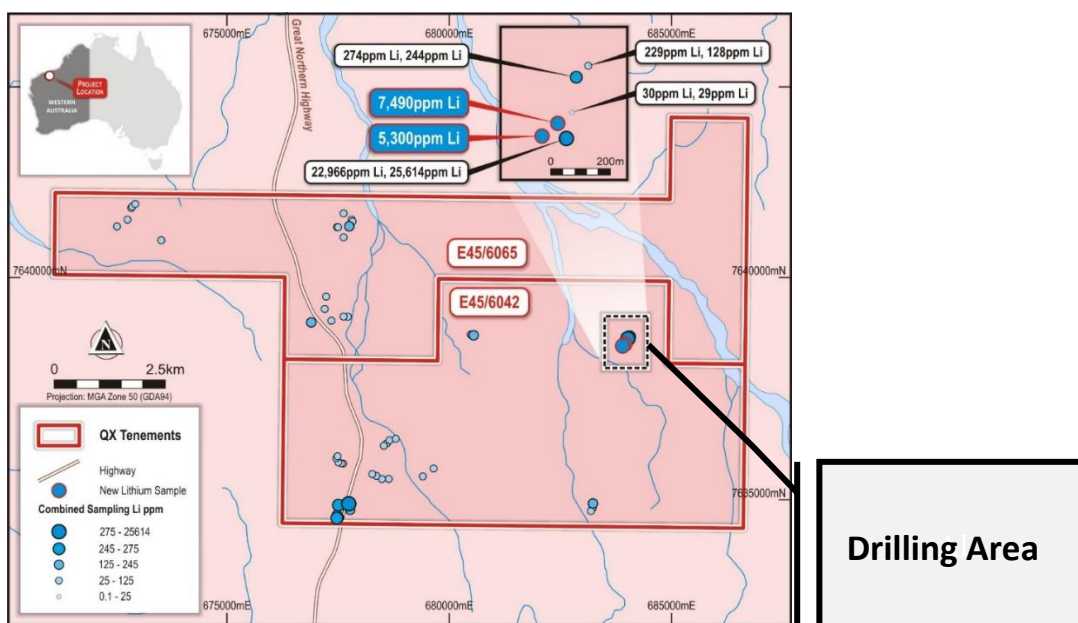 675000mE
680000mE
685000mE
Great Northern Highway
PROJECT
LOCATION
WESTERN
AUSTRALIA
274ppm Li, 244ppm Li
229ppm Li, 128ppm Li
7,490ppm Li
30ppm Li, 29ppm Li
5,300ppm Li
22,966ppm Li, 25,614ppm Li
0 200m
E45/6065
7640000mN
7640000mN
E45/6042
0 2.5km
Projection: MGA Zone 50 (GDA94)
QX Tenements
Highway
New Lithium Sample
Combined Sampling Li ppm
275 - 25614
245 - 275
125 - 245
25 - 125
0.1 - 25
7635000mN
675000mE
680000mE
685000mE
Drilling Area